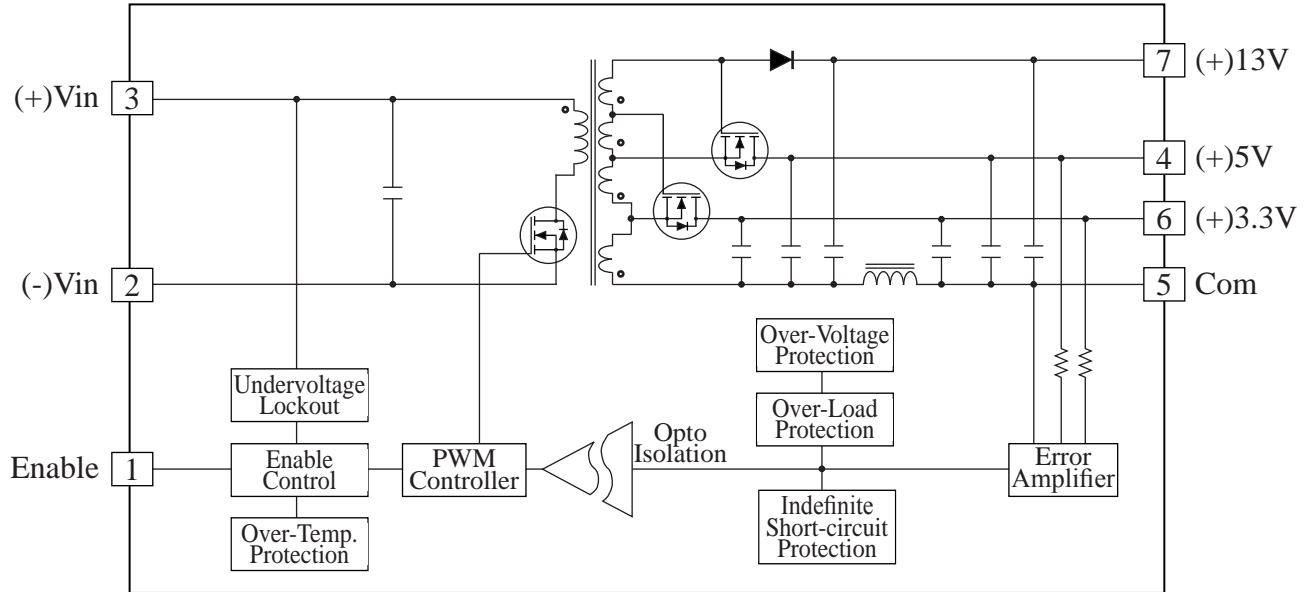 7 (+)13V
(+)Vin 3
4 (+)5V
6 (+)3.3V
(-)Vin 2
5 Com
Over-Voltage
Protection
Undervoltage
Lockout
Over-Load
Protection
Opto
Isolation
Enable 1
Enable
Control
PWM
Controller
Error
Amplifier
Over-Temp.
Protection
Indefinite
Short-circuit
Protection